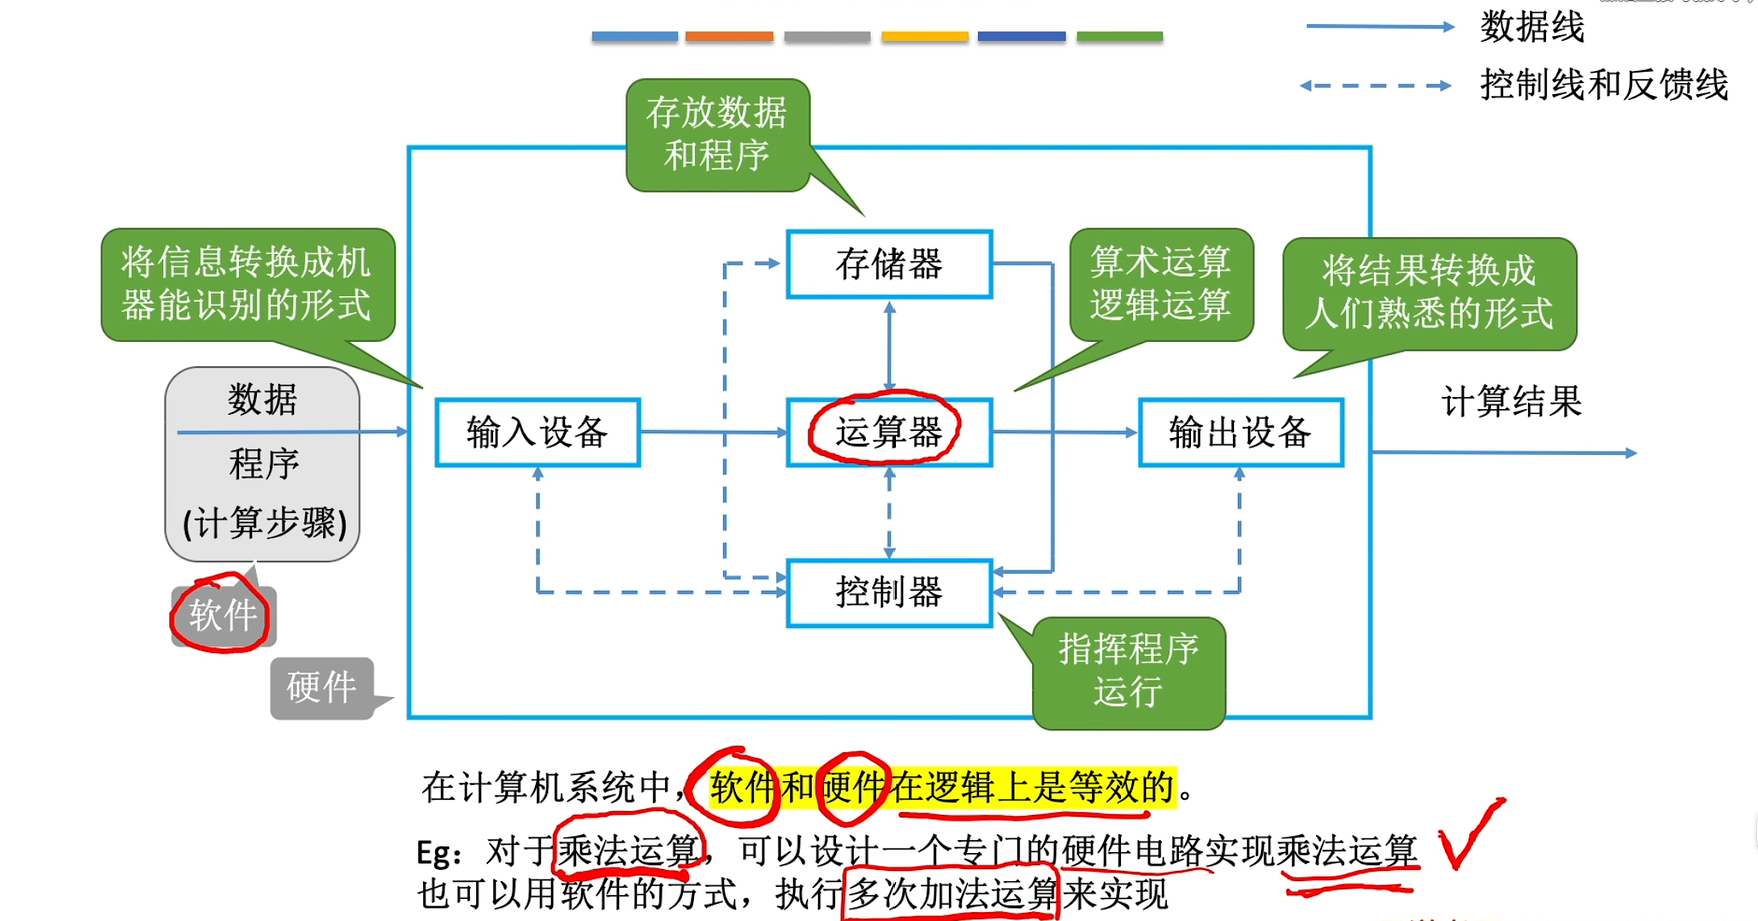 数据线
控制线和反馈线
存放数据
和程序
将信息转换成机
器能识别的形式
存储器
算术运算
逻辑运算
将结果转换成
人们熟悉的形式
数据
程序
(计算步骤)
输入设备
运算器
输出设备
计算结果
控制器
软件
硬件
指挥程序
运行
在计算机系统中，软件和硬件在逻辑上是等效的。
Eg：对于乘法运算，可以设计一个专门的硬件电路实现乘法运算
也可以用软件的方式，执行多次加法运算来实现